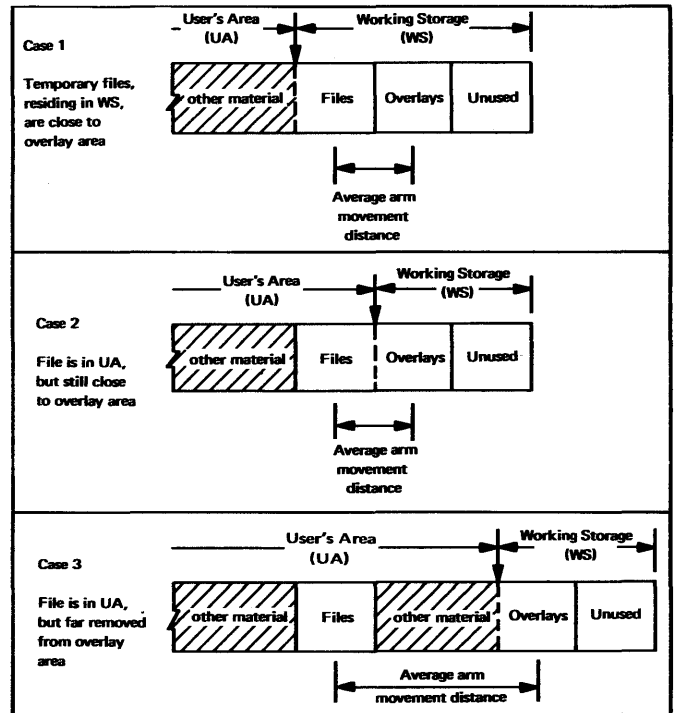 Case 1
Temporary files,
residing in WS,
are close to
overlay area
User's Area
(UA)
Working Storage
(WS)
other material
Files
Overlays
Unused
Average arm
movement
distance
Case 2
File is in UA,
but still close
to overlay area
User's Area
(UA)
Working Storage
(WS)
other material
Files
Overlays
Unused
Average arm
movement
distance
Case 3
File is in UA,
but far removed
from overlay
area
User's Area
(UA)
Working Storage
(WS)
other material
Files
other material
Overlays
Unused
Average arm
movement distance